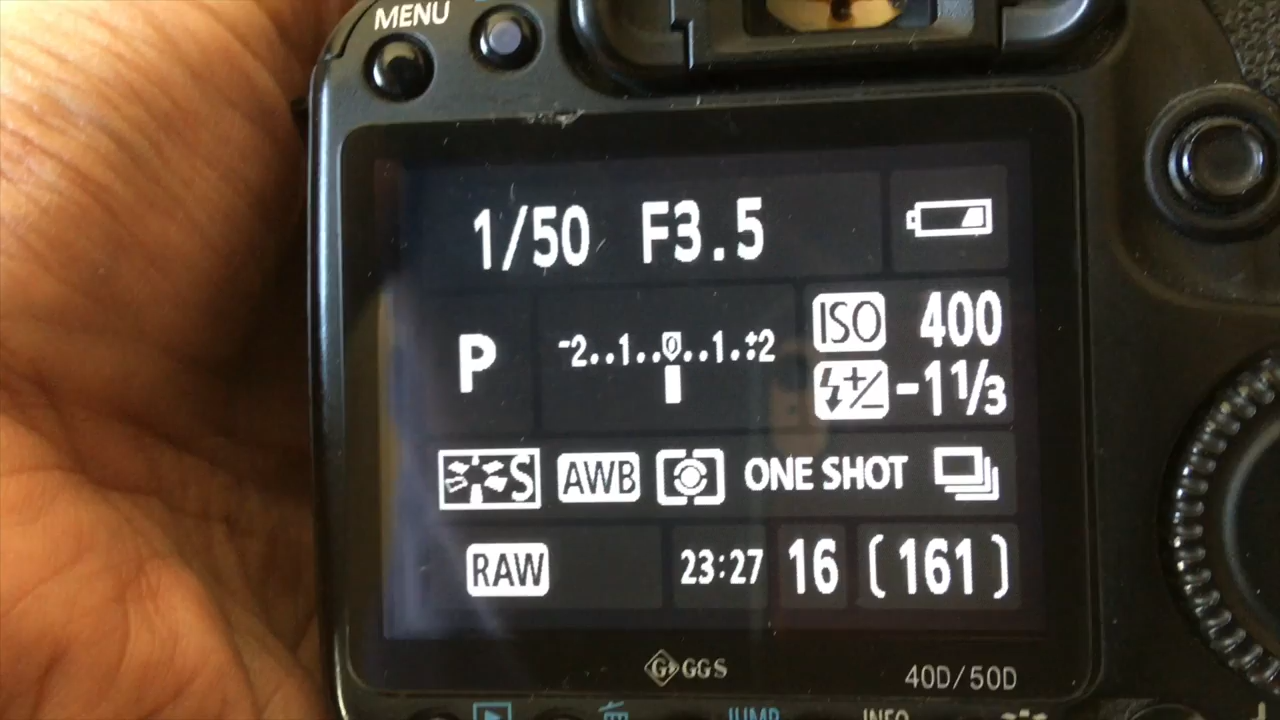 MENU
1/50 F3.5
P -2..1..0..1.:+2 ISO 400
-1⅓
S AWB ONE SHOT
RAW 23:27 16 [161]
GGS 40D/50D
JUMP INFO